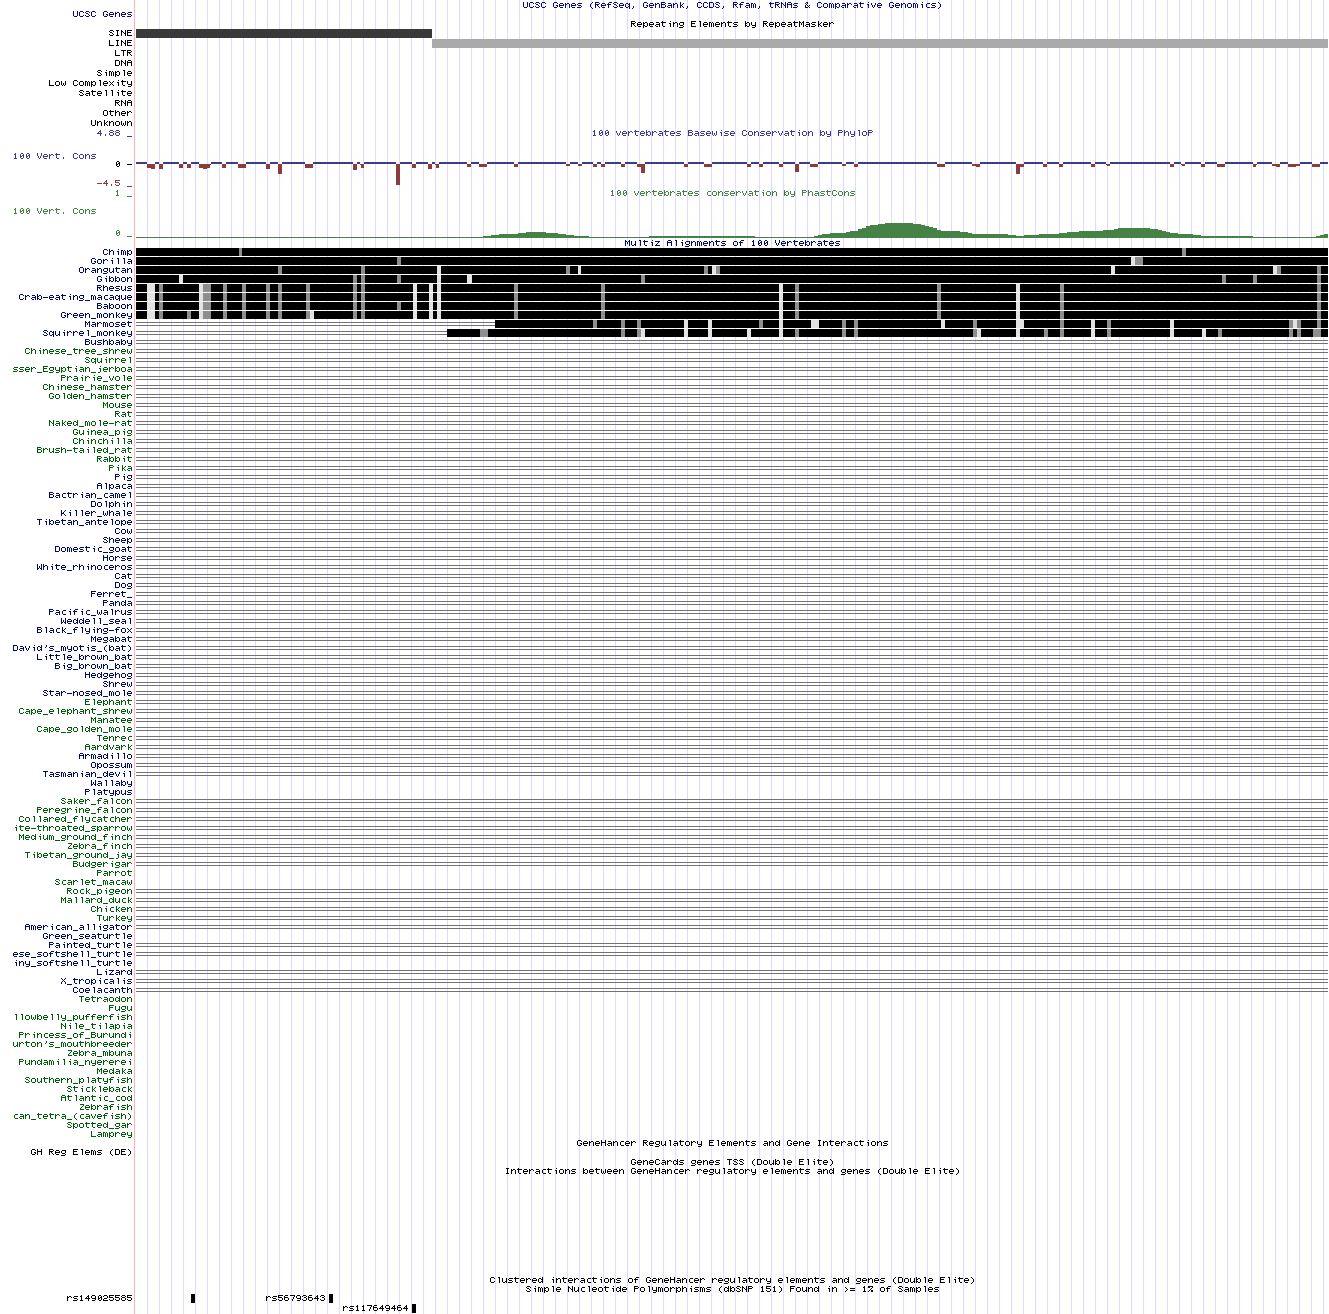 UCSC Genes (RefSeq, GenBank, CCDS, Rfam, tRNAs & Comparative Genomics)
UCSC Genes
Repeating Elements by RepeatMasker
SINE
LINE
LTR
DNA
Simple
Low Complexity
Satellite
RNA
Other
Unknown
4.88 _
100 vertebrates Basewise Conservation by PhyloP
100 Vert. Cons
0 -
-4.5 _
1 _
100 vertebrates conservation by PhastCons
100 Vert. Cons
0 _
Multiz Alignments of 100 Vertebrates
Chimp
Gorilla
Orangutan
Gibbon
Rhesus
Crab-eating_macaque
Baboon
Green_monkey
Marmoset
Squirrel_monkey
Bushbaby
Chinese_tree_shrew
Squirrel
sser_Egyptian_jerboa
Prairie_vole
Chinese_hamster
Golden_hamster
Mouse
Rat
Naked_mole-rat
Guinea_pig
Chinchilla
Brush-tailed_rat
Rabbit
Pika
Pig
Alpaca
Bactrian_camel
Dolphin
Killer_whale
Tibetan_antelope
Cow
Sheep
Domestic_goat
Horse
White_rhinoceros
Cat
Dog
Ferret_
Panda
Pacific_walrus
Weddell_seal
Black_flying-fox
Megabat
David's_myotis_(bat)
Little_brown_bat
Big_brown_bat
Hedgehog
Shrew
Star-nosed_mole
Elephant
Cape_elephant_shrew
Manatee
Cape_golden_mole
Tenrec
Aardvark
Armadillo
Opossum
Tasmanian_devil
Wallaby
Platypus
Saker_falcon
Peregrine_falcon
Collared_flycatcher
ite-throated_sparrow
Medium_ground_finch
Zebra_finch
Tibetan_ground_jay
Budgerigar
Parrot
Scarlet_macaw
Rock_pigeon
Mallard_duck
Chicken
Turkey
American_alligator
Green_seaturtle
Painted_turtle
ese_softshell_turtle
iny_softshell_turtle
Lizard
X_tropicalis
Coelacanth
Tetraodon
Fugu
llowbelly_pufferfish
Nile_tilapia
Princess_of_Burundi
urton's_mouthbreeder
Zebra_mbuna
Pundamilia_nyererei
Medaka
Southern_platyfish
Stickleback
Atlantic_cod
Zebrafish
can_tetra_(cavefish)
Spotted_gar
Lamprey
GeneHancer Regulatory Elements and Gene Interactions
GH Reg Elems (DE)
GeneCards genes TSS (Double Elite)
Interactions between GeneHancer regulatory elements and genes (Double Elite)
Clustered interactions of GeneHancer regulatory elements and genes (Double Elite)
Simple Nucleotide Polymorphisms (dbSNP 151) Found in >= 1% of Samples
rs149025585
rs56793643
rs117649464